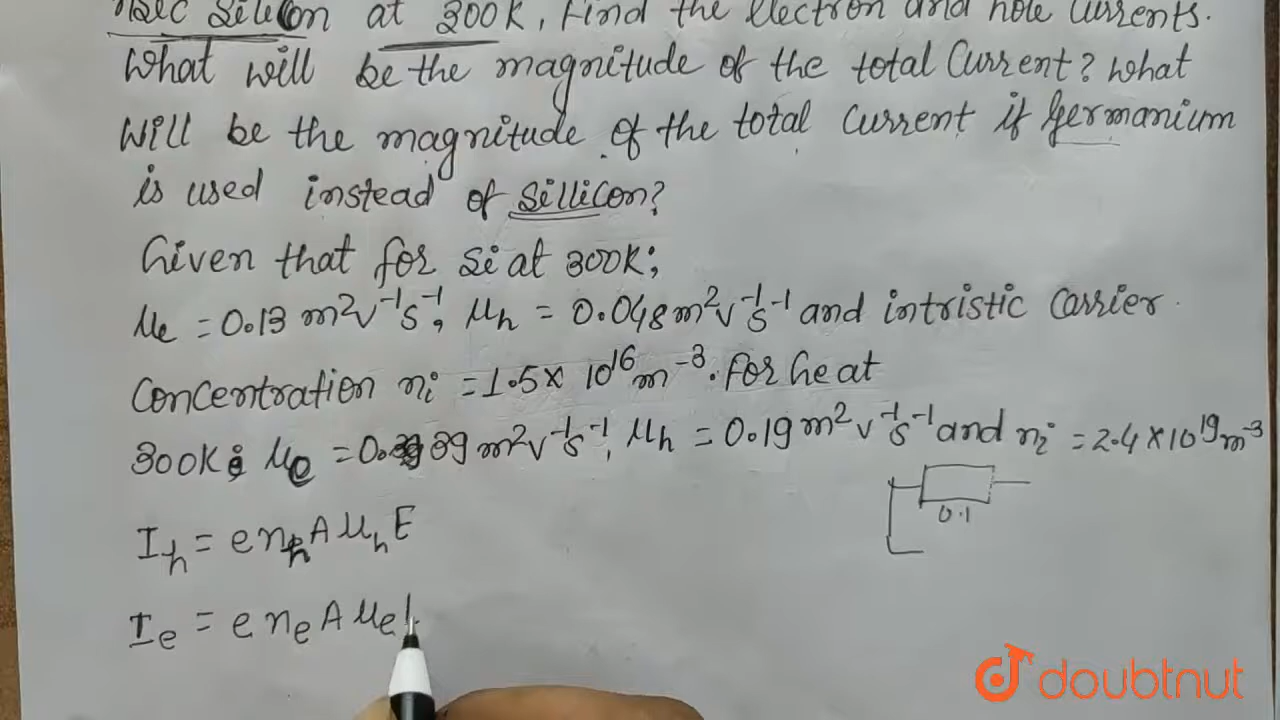 Silicon at 300K, Find the electron and hole currents.
What will be the magnitude of the total Current? What
will be the magnitude of the total current if Germanium
is used instead of Sillicon?
Given that for Si at 300K;
μe = 0.13 m²v⁻¹s⁻¹, μh = 0.048 m²v⁻¹s⁻¹ and intristic carrier
concentration ni = 1.5 × 10¹⁶ m⁻³. For Ge at
300K; μe = 0.39 m²v⁻¹s⁻¹, μh = 0.19 m²v⁻¹s⁻¹ and ni = 2.4 × 10¹⁹ m⁻³
0.1
Ih = e nh A μh E
Ie = e ne A μe
doubtnut